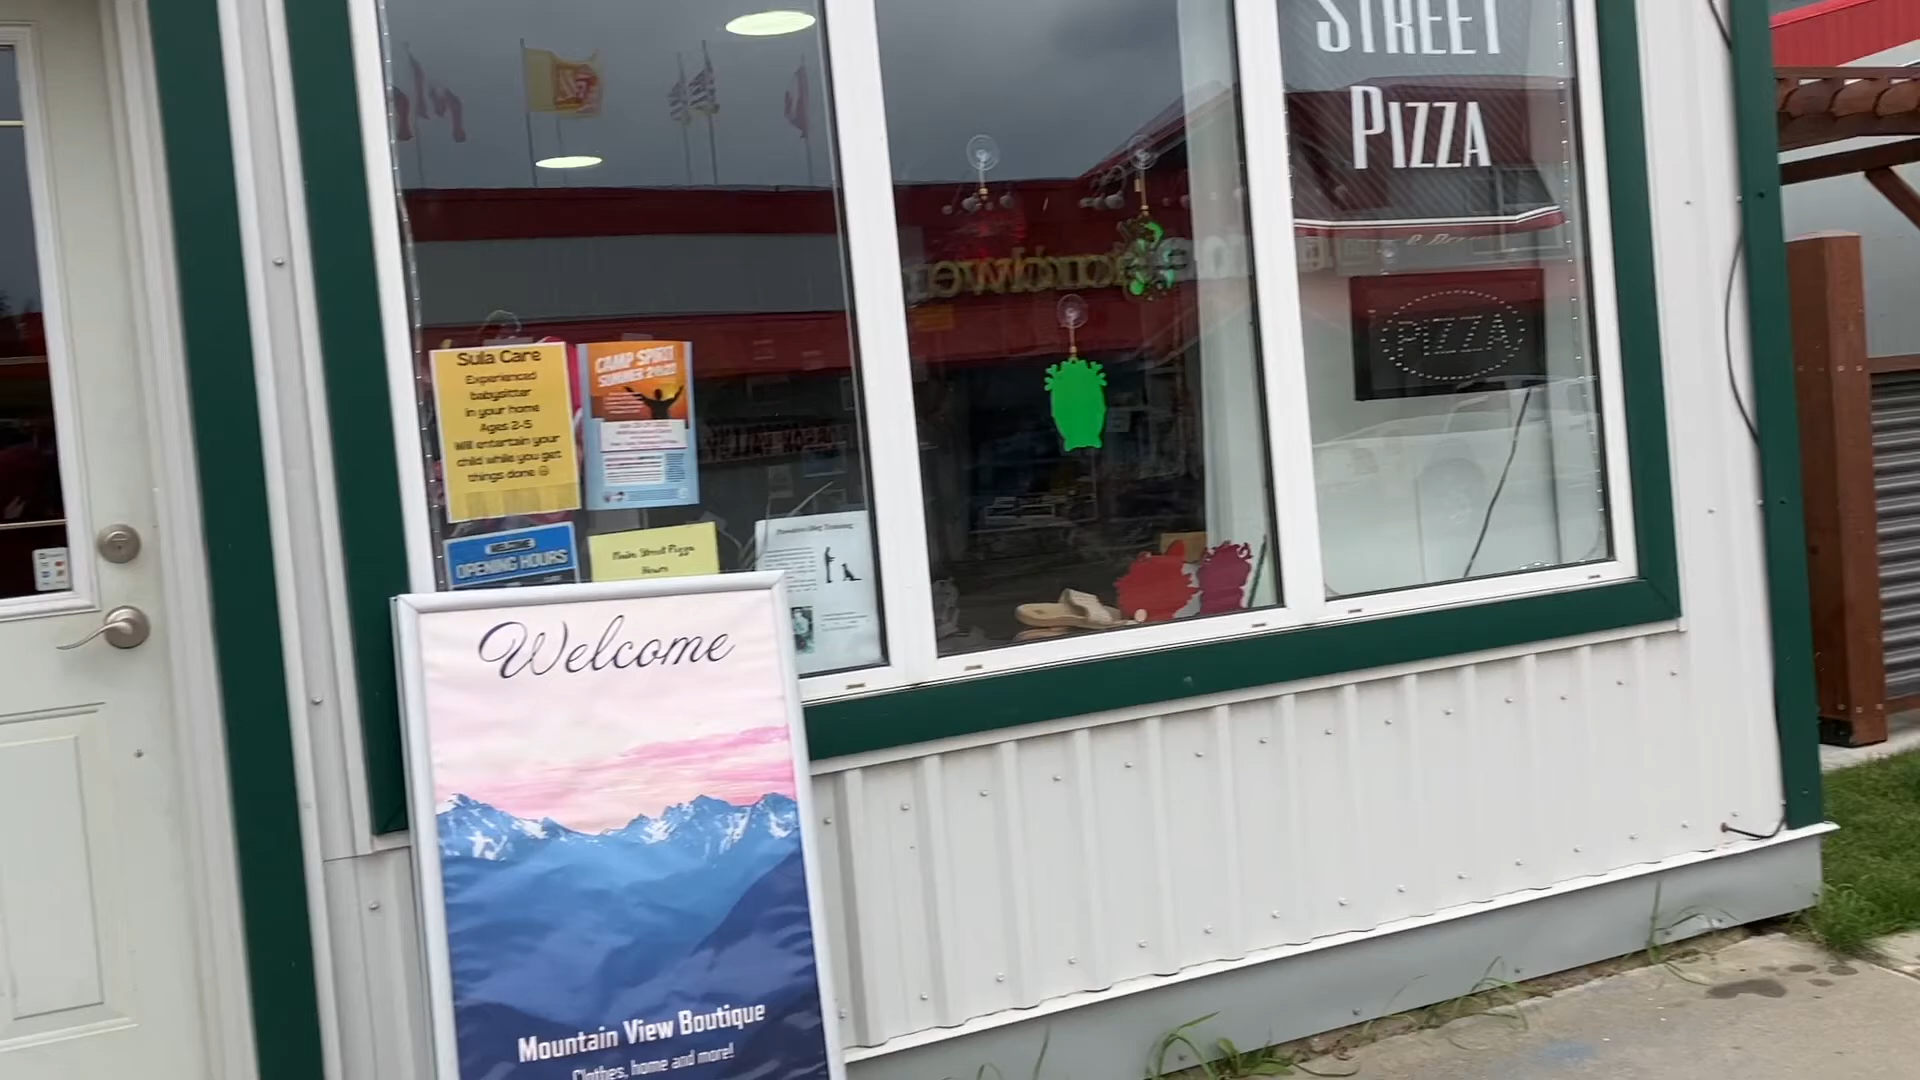 STREET
PIZZA
PIZZA
Sula Care
Experienced
babysitter
in your home
Ages 2-5
Will entertain your
child while you get
things done ☺
CAMP SPIRIT
WELCOME
OPENING HOURS
Main Street Pizza
Hours
Dog Training
Welcome
Mountain View Boutique
Clothes, home and more!